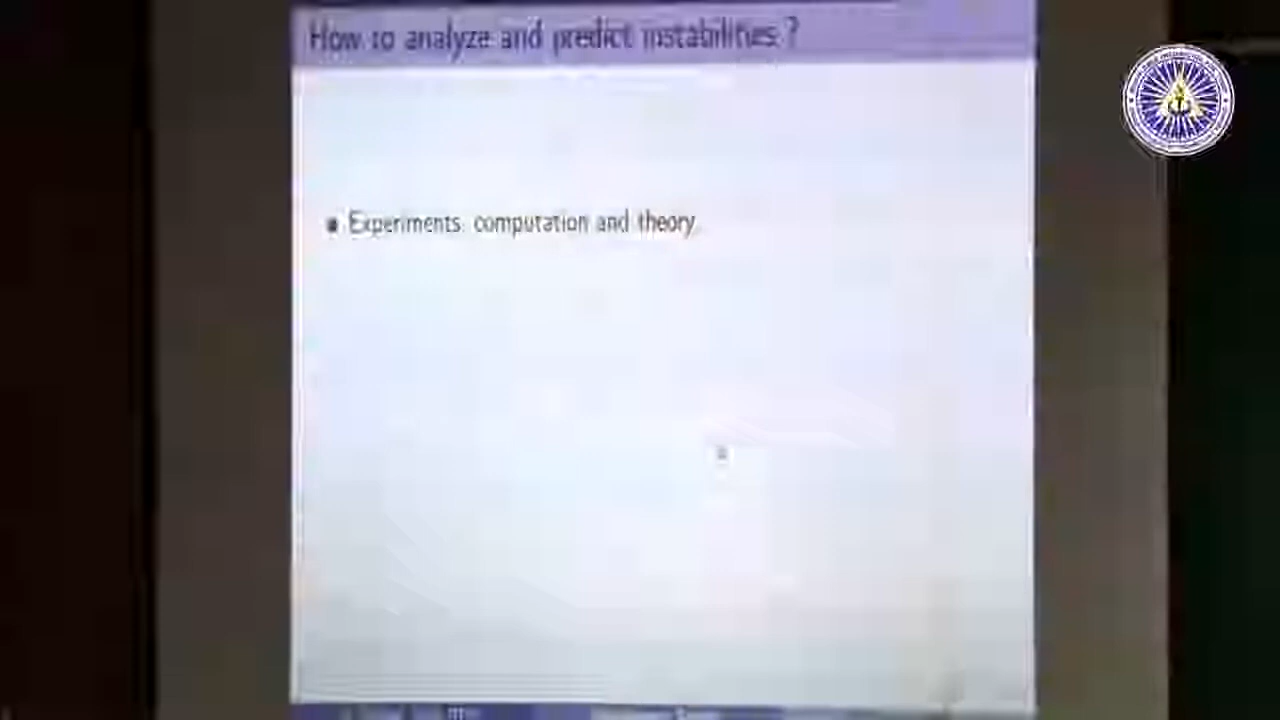 How to analyze and predict instabilities ?
Experiments, computation and theory.